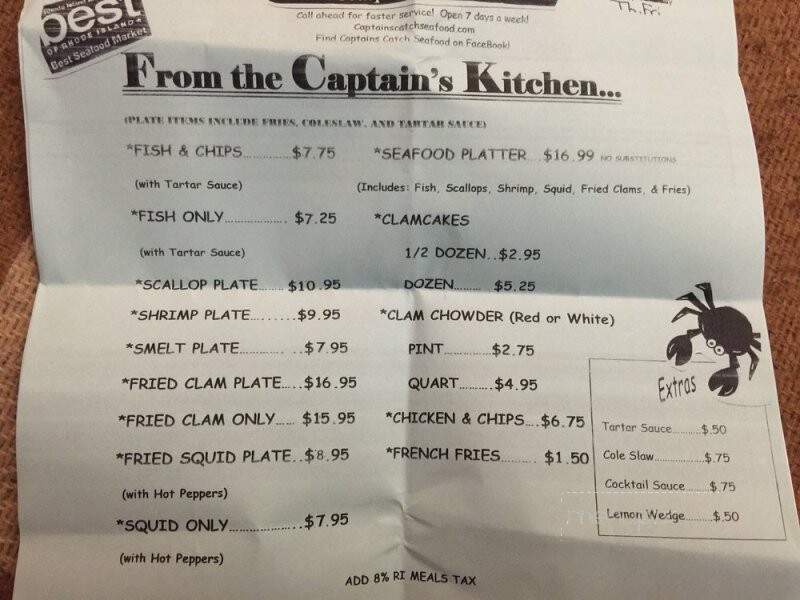 Best
OF RHODE ISLAND
Best Seafood Market
Th. Fri
Call ahead for faster service! Open 7 days a week!
Captainscatchseafood.com
Find Captains Catch Seafood on FaceBook!
From the Captain's Kitchen...
(PLATE ITEMS INCLUDE FRIES, COLESLAW, AND TARTAR SAUCE)
*FISH & CHIPS..............$7.75
(with Tartar Sauce)
*FISH ONLY.................. $7.25
(with Tartar Sauce)
*SCALLOP PLATE....... $10.95
*SHRIMP PLATE.........$9.95
*SMELT PLATE............. ..$7.95
*FRIED CLAM PLATE.....$16.95
*FRIED CLAM ONLY..... $15.95
*FRIED SQUID PLATE..$8.95
(with Hot Peppers)
*SQUID ONLY....................$7.95
(with Hot Peppers)
*SEAFOOD PLATTER...$16.99 NO SUBSTITUTIONS
(Includes: Fish, Scallops, Shrimp, Squid, Fried Clams, & Fries)
*CLAMCAKES
1/2 DOZEN..$2.95
DOZEN......... $5.25
*CLAM CHOWDER (Red or White)
PINT.............$2.75
QUART..........$4.95
*CHICKEN & CHIPS....$6.75
*FRENCH FRIES......... $1.50
Extras
Tartar Sauce.........$.50
Cole Slaw...................$.75
Cocktail Sauce.......$.75
Lemon Wedge........$.50
ADD 8% RI MEALS TAX